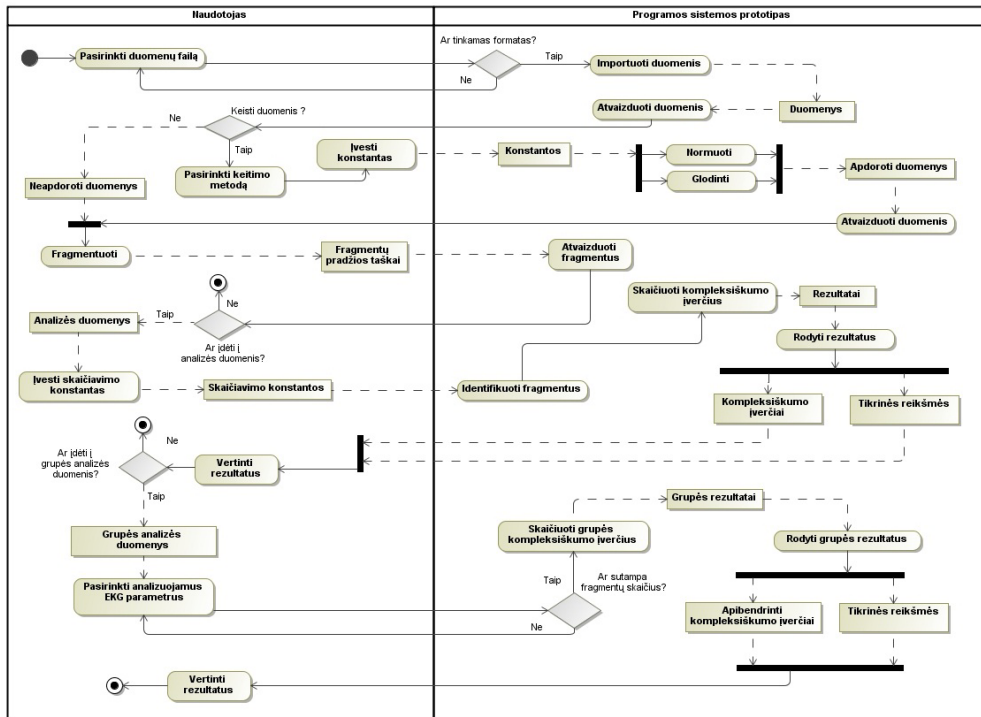 Naudotojas
Programos sistemos prototipas
Pasirinkti duomenų failą
Ar tinkamas formatas?
Taip
Ne
Importuoti duomenis
Duomenys
Atvaizduoti duomenis
Keisti duomenis ?
Ne
Taip
Neapdoroti duomenys
Pasirinkti keitimo
metodą
Įvesti
konstantas
Konstantos
Normuoti
Glodinti
Apdoroti duomenys
Atvaizduoti duomenis
Fragmentuoti
Fragmentų
pradžios taškai
Atvaizduoti
fragmentus
Ne
Taip
Ar įdėti į
analizės duomenis?
Analizės duomenys
Įvesti skaičiavimo
konstantas
Skaičiavimo konstantos
Identifikuoti fragmentus
Skaičiuoti kompleksiškumo
įverčius
Rezultatai
Rodyti rezultatus
Kompleksiškumo
įverčiai
Tikrinės reikšmės
Vertinti
rezultatus
Ar įdėti į
grupės analizės
duomenis?
Ne
Taip
Grupės analizės
duomenys
Pasirinkti analizuojamus
EKG parametrus
Ar sutampa
fragmentų skaičius?
Taip
Ne
Skaičiuoti grupės
kompleksiškumo įverčius
Grupės rezultatai
Rodyti grupės rezultatus
Apibendrinti
kompleksiškumo įverčiai
Tikrinės reikšmės
Vertinti
rezultatus